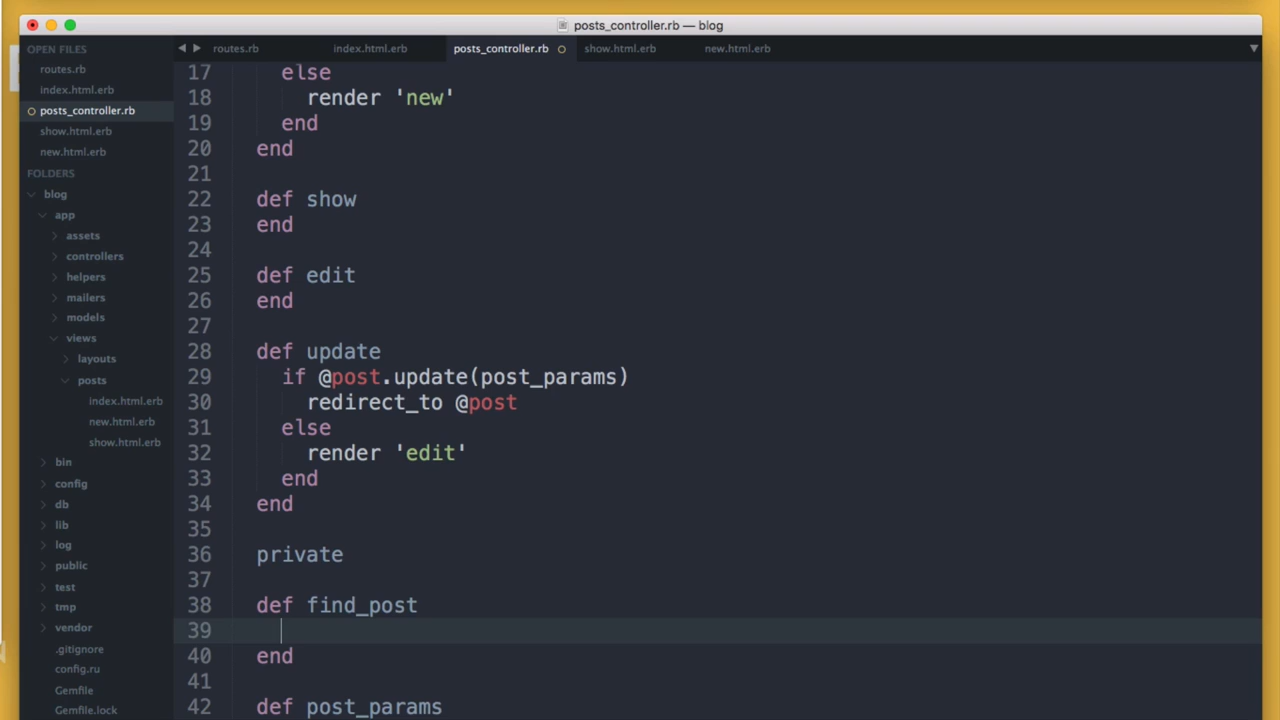 posts_controller.rb — blog
OPEN FILES
routes.rb
index.html.erb
posts_controller.rb
show.html.erb
new.html.erb
FOLDERS
blog
app
assets
controllers
helpers
mailers
models
views
layouts
posts
index.html.erb
new.html.erb
show.html.erb
bin
config
db
lib
log
public
test
tmp
vendor
.gitignore
config.ru
Gemfile
Gemfile.lock
routes.rb index.html.erb posts_controller.rb show.html.erb new.html.erb
17 else
18 render 'new'
19 end
20 end
21
22 def show
23 end
24
25 def edit
26 end
27
28 def update
29 if @post.update(post_params)
30 redirect_to @post
31 else
32 render 'edit'
33 end
34 end
35
36 private
37
38 def find_post
39
40 end
41
42 def post_params